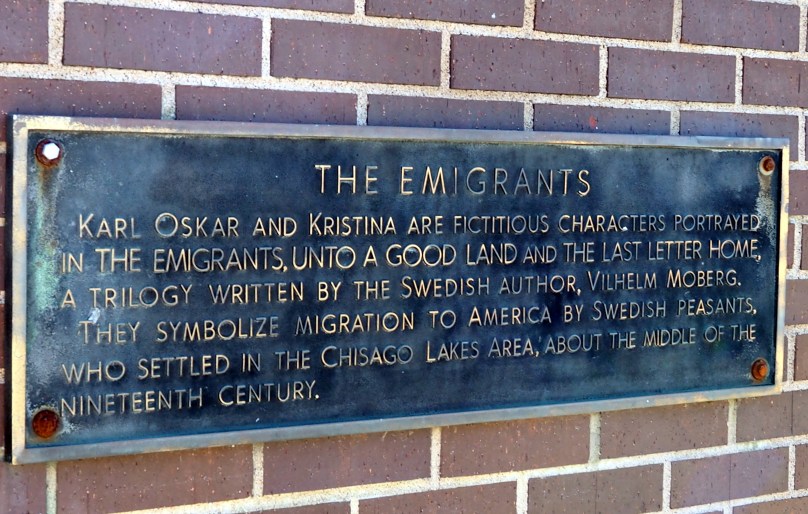 THE EMIGRANTS
KARL OSKAR AND KRISTINA ARE FICTITIOUS CHARACTERS PORTRAYED
IN THE EMIGRANTS, UNTO A GOOD LAND AND THE LAST LETTER HOME,
A TRILOGY WRITTEN BY THE SWEDISH AUTHOR, VILHELM MOBERG.
THEY SYMBOLIZE MIGRATION TO AMERICA BY SWEDISH PEASANTS,
WHO SETTLED IN THE CHISAGO LAKES AREA, ABOUT THE MIDDLE OF THE
NINETEENTH CENTURY.